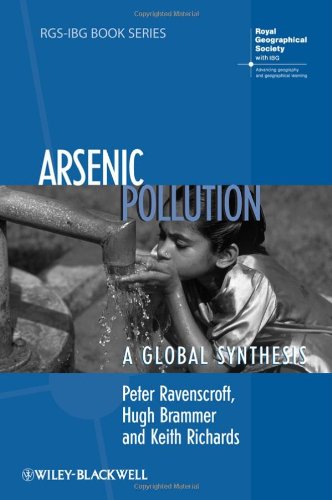 RGS-IBG BOOK SERIES
Royal
Geographical
Society
with IBG
Advancing geography
and geographical learning
ARSENIC
POLLUTION
A GLOBAL SYNTHESIS
Peter Ravenscroft,
Hugh Brammer
and Keith Richards
WILEY-BLACKWELL